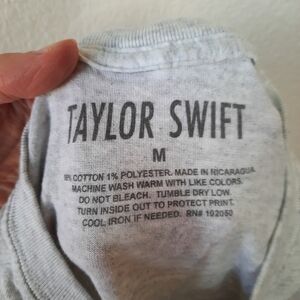 TAYLOR SWIFT
M
COTTON 1% POLYESTER. MADE IN NICARAGUA
MACHINE WASH WARM WITH LIKE COLORS.
DO NOT BLEACH. TUMBLE DRY LOW.
TURN INSIDE OUT TO PROTECT PRINT.
COOL IRON IF NEEDED. RN# 102050